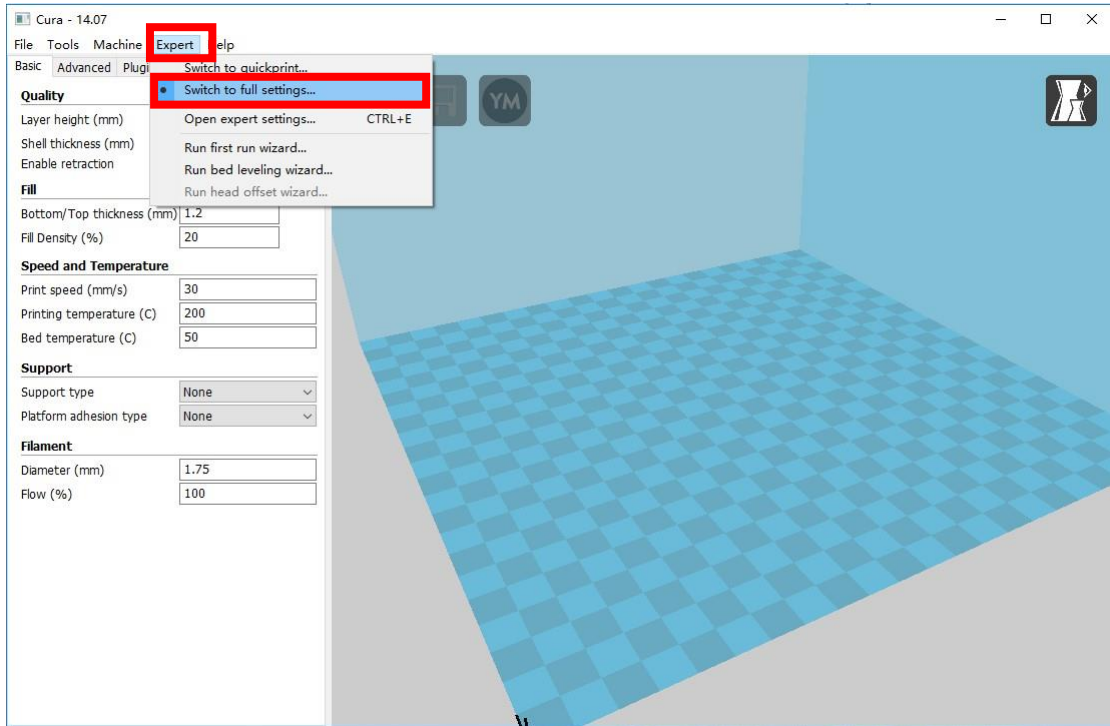 Cura - 14.07
File Tools Machine Expert elp
Basic Advanced Plugi
Switch to quickprint...
Switch to full settings...
Open expert settings... CTRL+E
Run first run wizard...
Run bed leveling wizard...
Run head offset wizard...
YM
Quality
Layer height (mm)
Shell thickness (mm)
Enable retraction
Fill
Bottom/Top thickness (mm) 1.2
Fill Density (%) 20
Speed and Temperature
Print speed (mm/s) 30
Printing temperature (C) 200
Bed temperature (C) 50
Support
Support type None
Platform adhesion type None
Filament
Diameter (mm) 1.75
Flow (%) 100